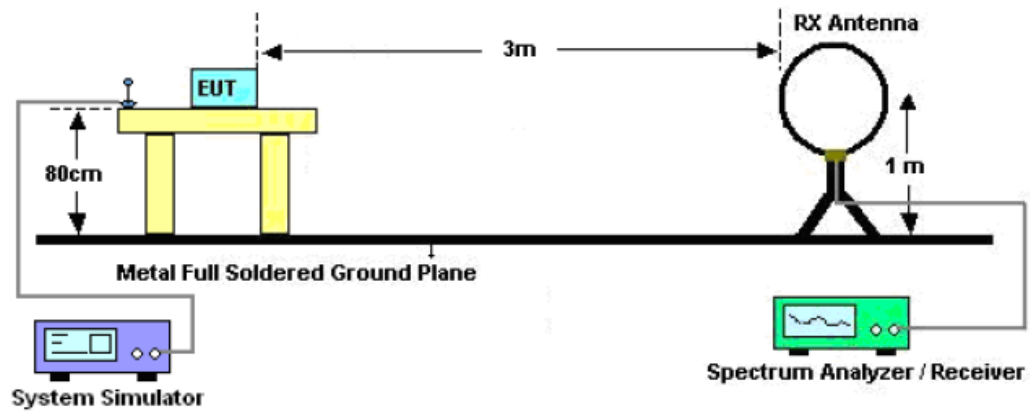 RX Antenna
3m
EUT
80cm
1 m
Metal Full Soldered Ground Plane
System Simulator
Spectrum Analyzer / Receiver